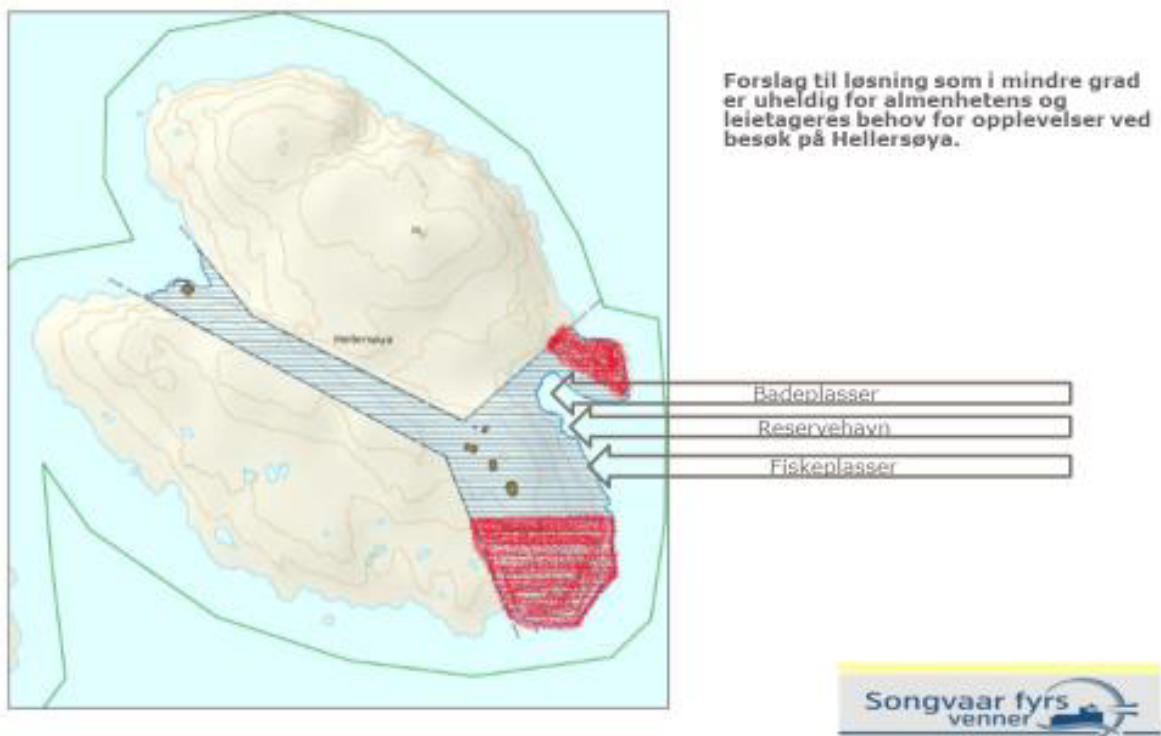 Forslag til løsning som i mindre grad
er uheldig for almenhetens og
leietageres behov for opplevelser ved
besøk på Hellersøya.
Hellersøya
Badeplasser
Reservehavn
Fiskeplasser
Songvaar fyrs
venner